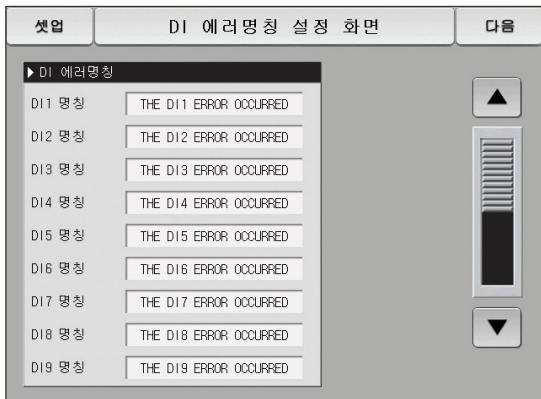 셋업 DI 에러명칭 설정 화면 다음
▶DI 에러명칭
DI1 명칭 THE DI1 ERROR OCCURRED
DI2 명칭 THE DI2 ERROR OCCURRED
DI3 명칭 THE DI3 ERROR OCCURRED
DI4 명칭 THE DI4 ERROR OCCURRED
DI5 명칭 THE DI5 ERROR OCCURRED
DI6 명칭 THE DI6 ERROR OCCURRED
DI7 명칭 THE DI7 ERROR OCCURRED
DI8 명칭 THE DI8 ERROR OCCURRED
DI9 명칭 THE DI9 ERROR OCCURRED